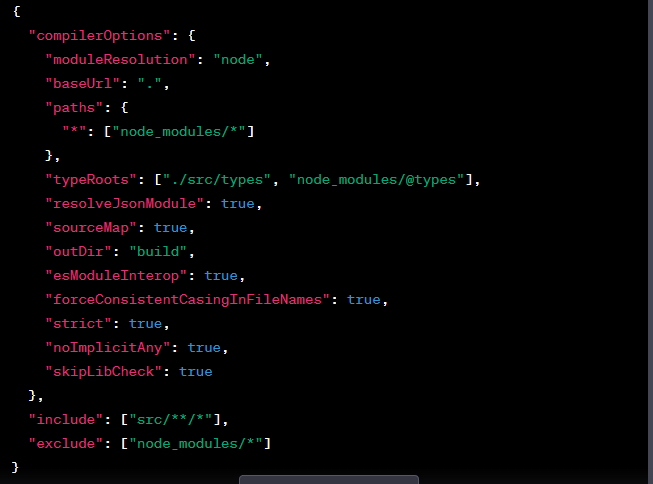 {
  "compilerOptions": {
    "moduleResolution": "node",
    "baseUrl": ".",
    "paths": {
      "*": ["node_modules/*"]
    },
    "typeRoots": ["./src/types", "node_modules/@types"],
    "resolveJsonModule": true,
    "sourceMap": true,
    "outDir": "build",
    "esModuleInterop": true,
    "forceConsistentCasingInFileNames": true,
    "strict": true,
    "noImplicitAny": true,
    "skipLibCheck": true
  },
  "include": ["src/**/*"],
  "exclude": ["node_modules/*"]
}